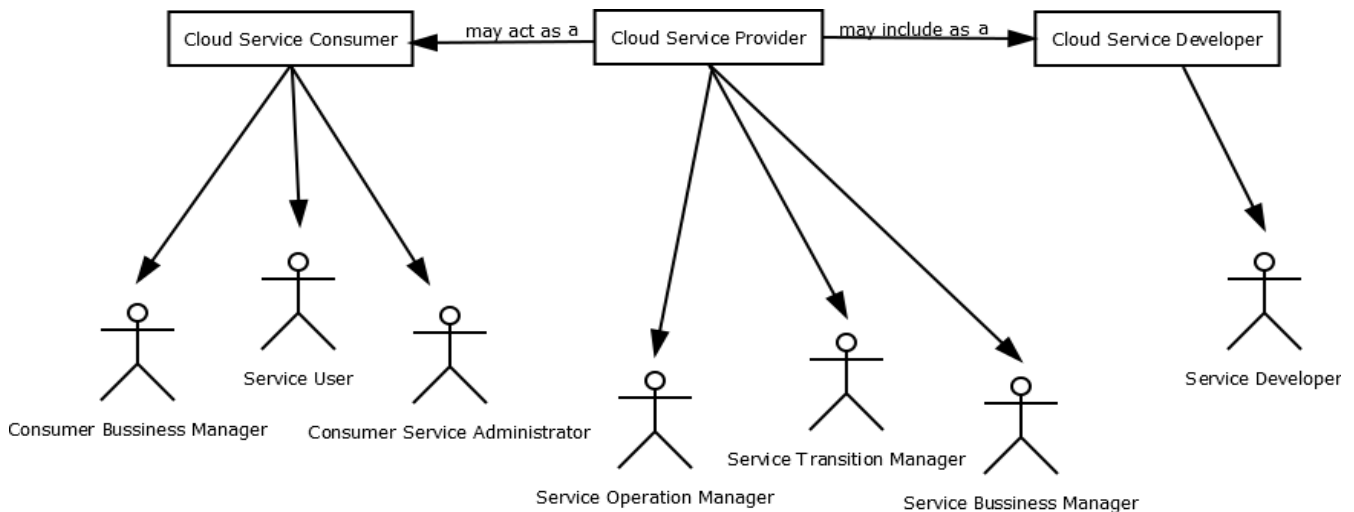 Cloud Service Consumer
may act as a
Cloud Service Provider
may include as a
Cloud Service Developer
Service User
Service Developer
Consumer Bussiness Manager
Consumer Service Administrator
Service Transition Manager
Service Operation Manager
Service Bussiness Manager